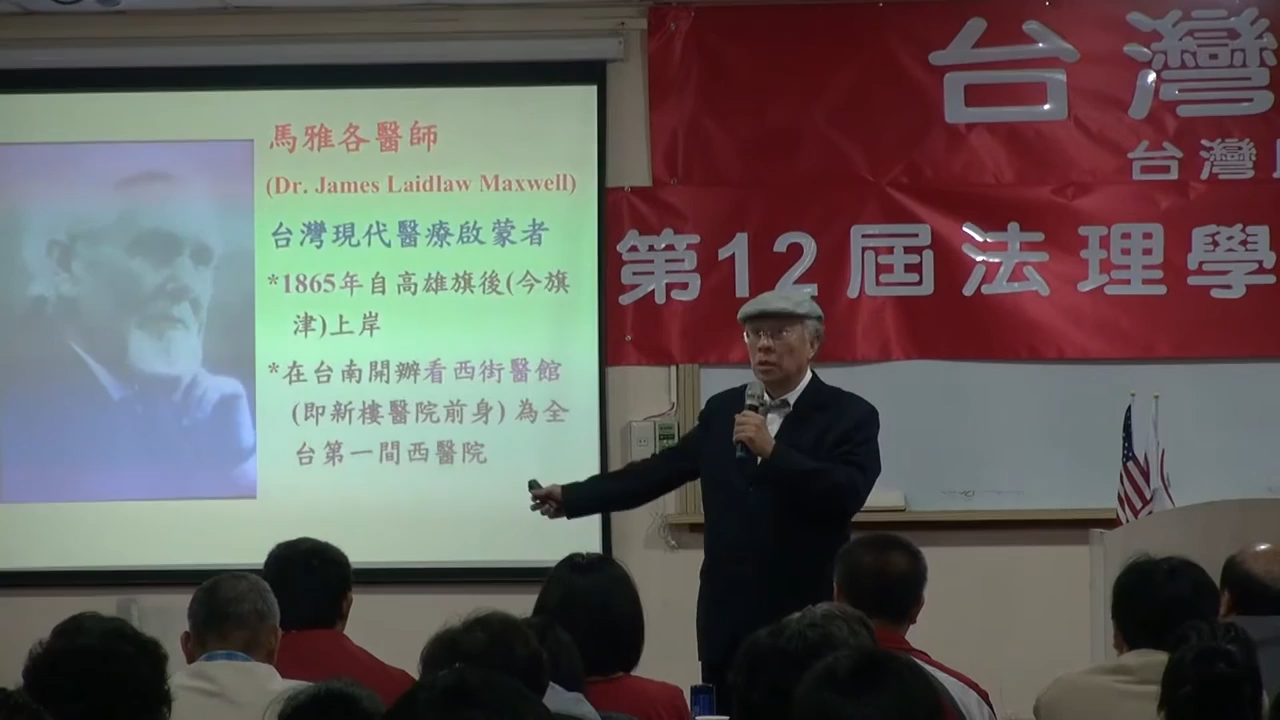 馬雅各醫師
(Dr. James Laidlaw Maxwell)
台灣現代醫療啟蒙者
*1865年自高雄旗後(今旗
津)上岸
*在台南開辦看西街醫館
(即新樓醫院前身) 為全
台第一間西醫院
台灣
台灣
第12屆法理學